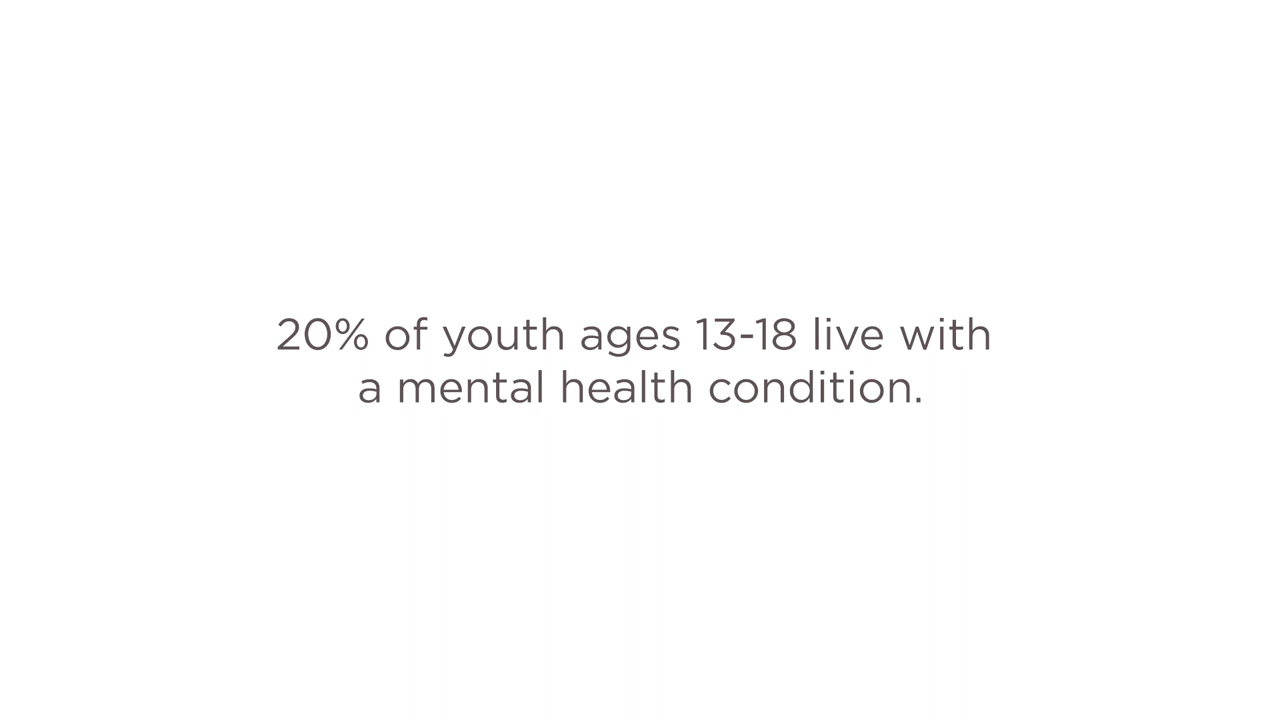 20% of youth ages 13-18 live with
a mental health condition.